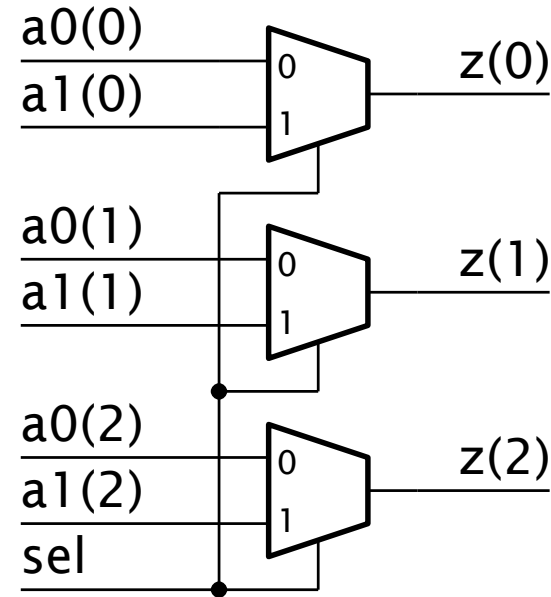 a0(0)
0
z(0)
a1(0)
1
a0(1)
0
z(1)
a1(1)
1
a0(2)
0
z(2)
a1(2)
1
sel